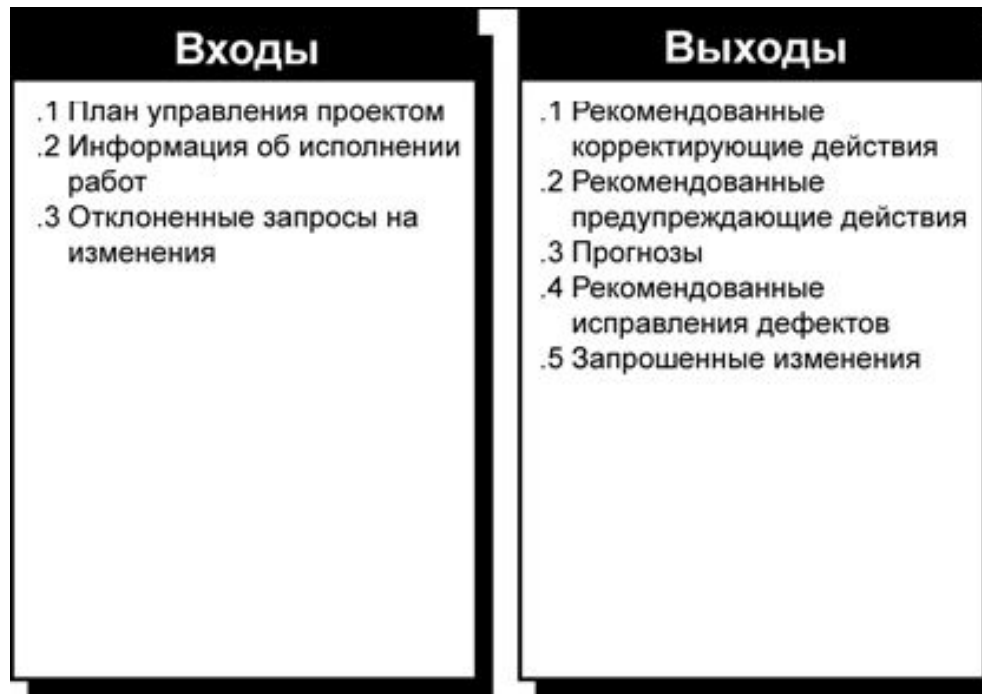 Входы
.1 План управления проектом
.2 Информация об исполнении
работ
.3 Отклоненные запросы на
изменения
Выходы
.1 Рекомендованные
корректирующие действия
.2 Рекомендованные
предупреждающие действия
.3 Прогнозы
.4 Рекомендованные
исправления дефектов
.5 Запрошенные изменения